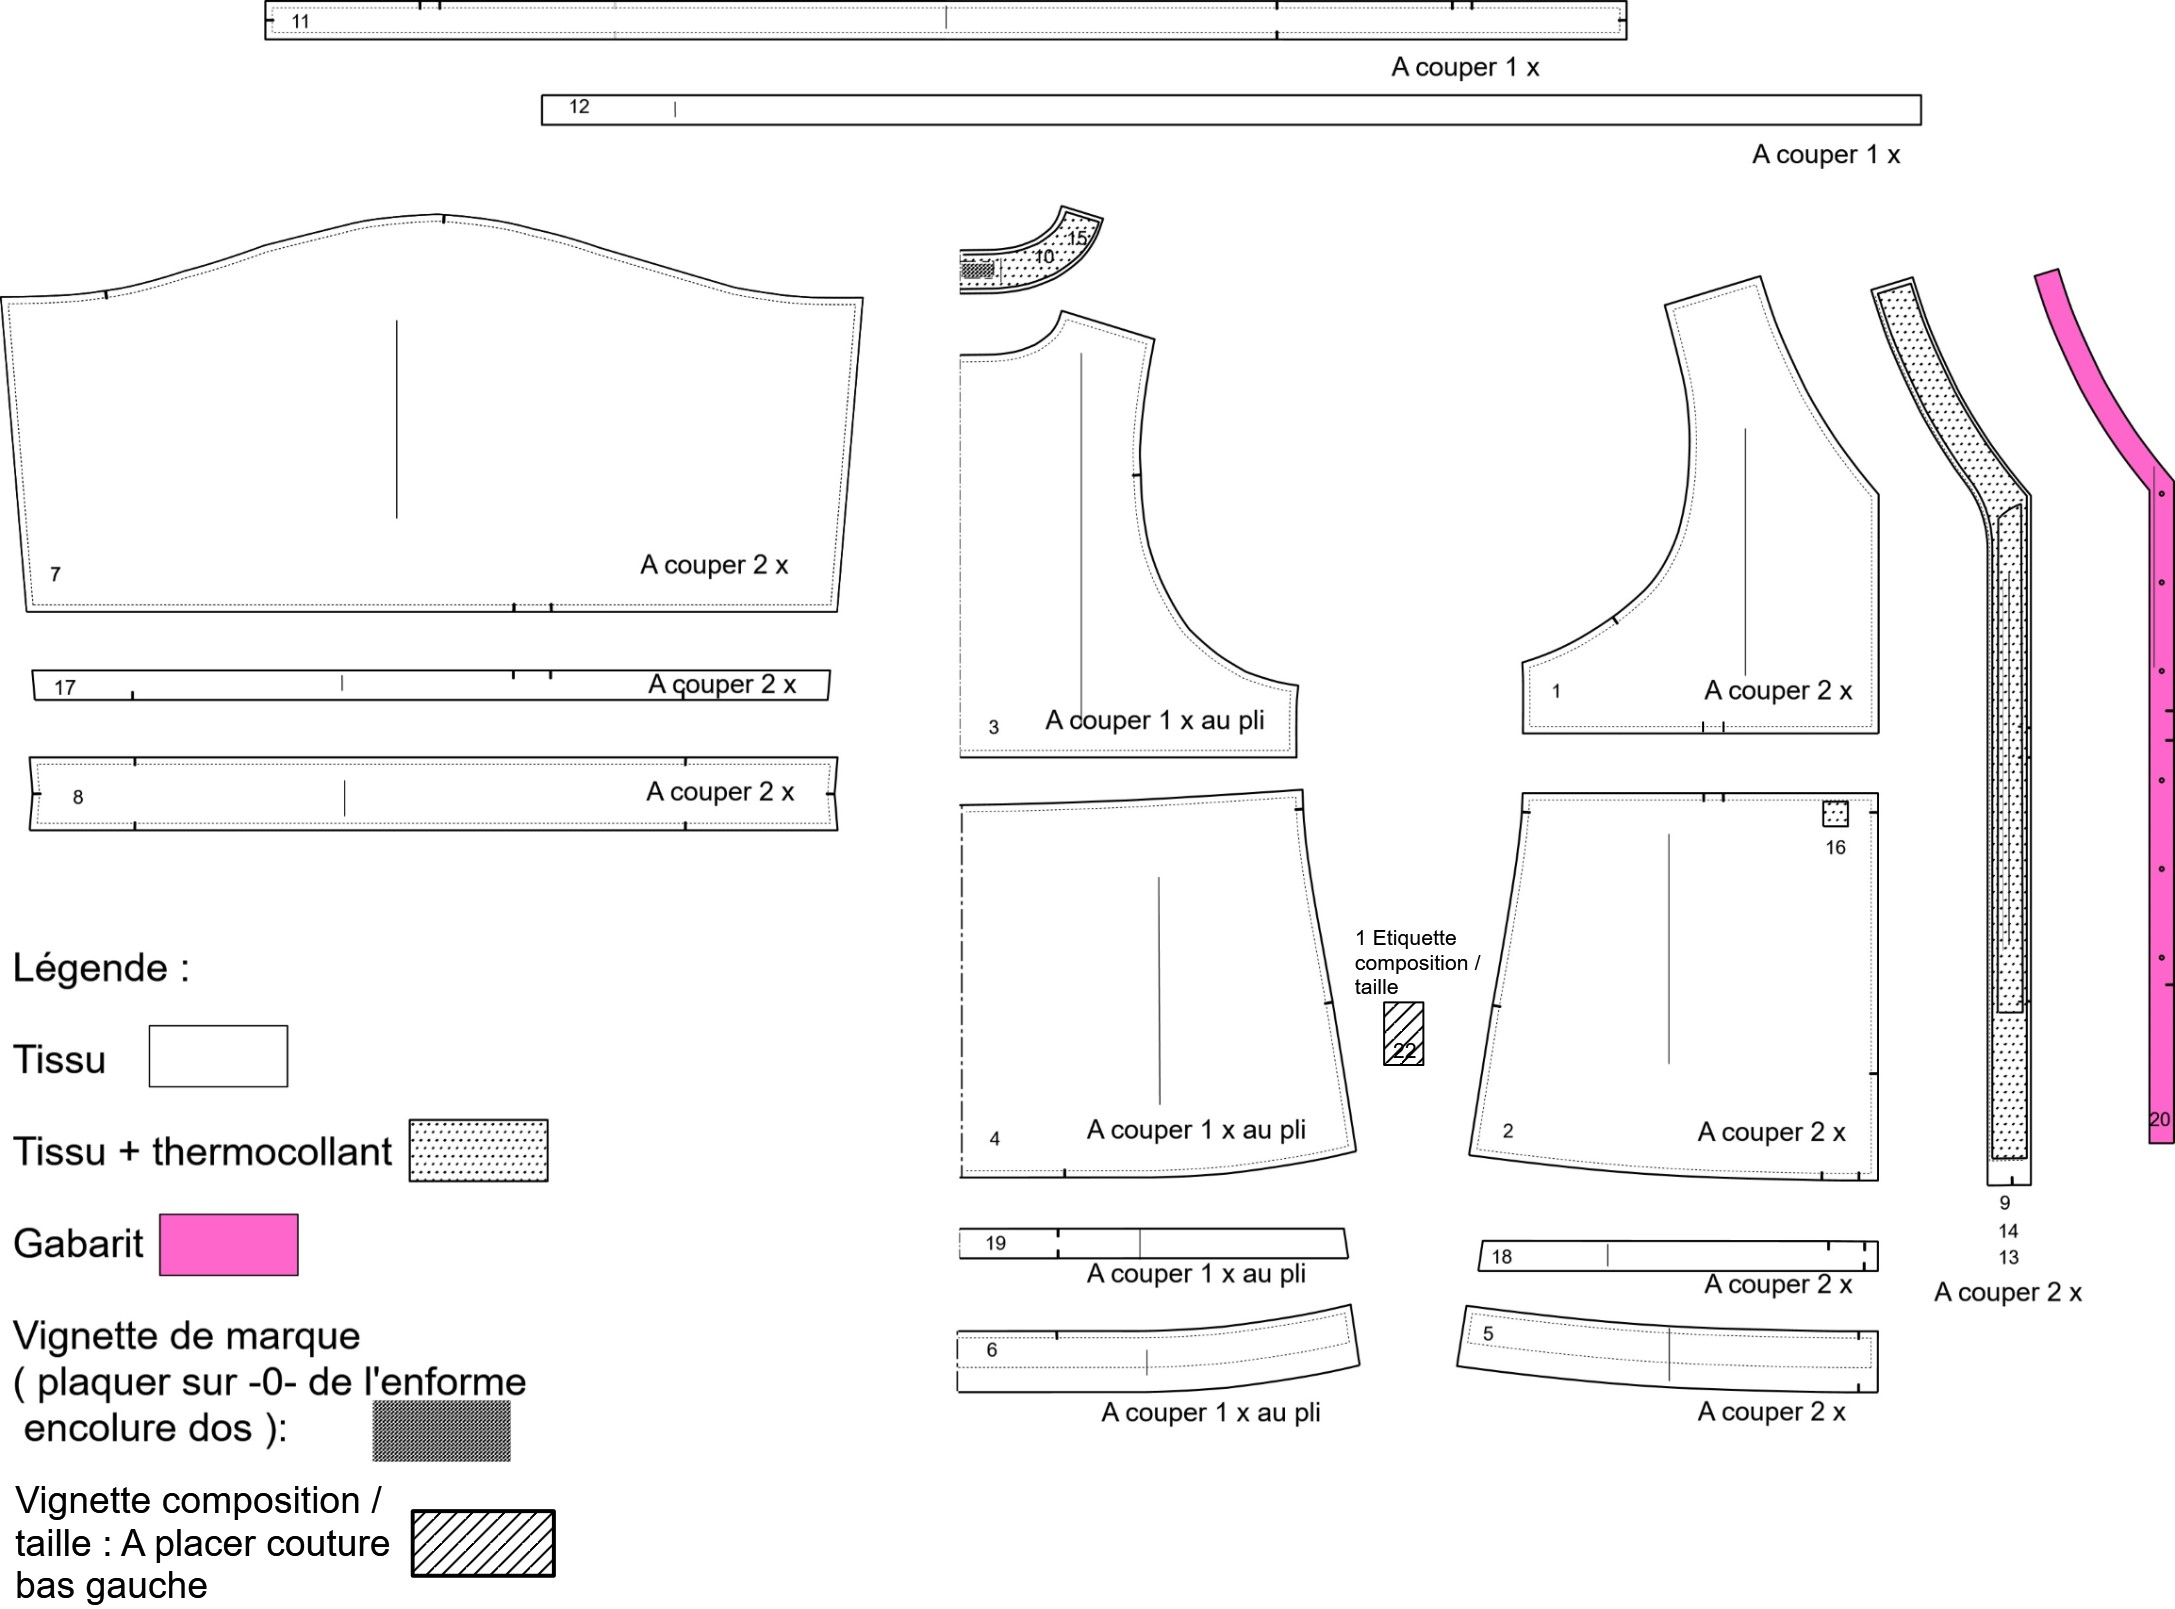 11
A couper 1 x
12
A couper 1 x
15
10
7
A couper 2 x
17
A couper 2 x
8
A couper 2 x
3
A couper 1 x au pli
1
A couper 2 x
16
1 Etiquette
composition /
taille
22
4
A couper 1 x au pli
2
A couper 2 x
20
9
14
13
A couper 2 x
19
A couper 1 x au pli
18
A couper 2 x
6
A couper 1 x au pli
5
A couper 2 x
Légende :
Tissu
Tissu + thermocollant
Gabarit
Vignette de marque
( plaquer sur -0- de l'enforme
encolure dos ):
Vignette composition /
taille : A placer couture
bas gauche